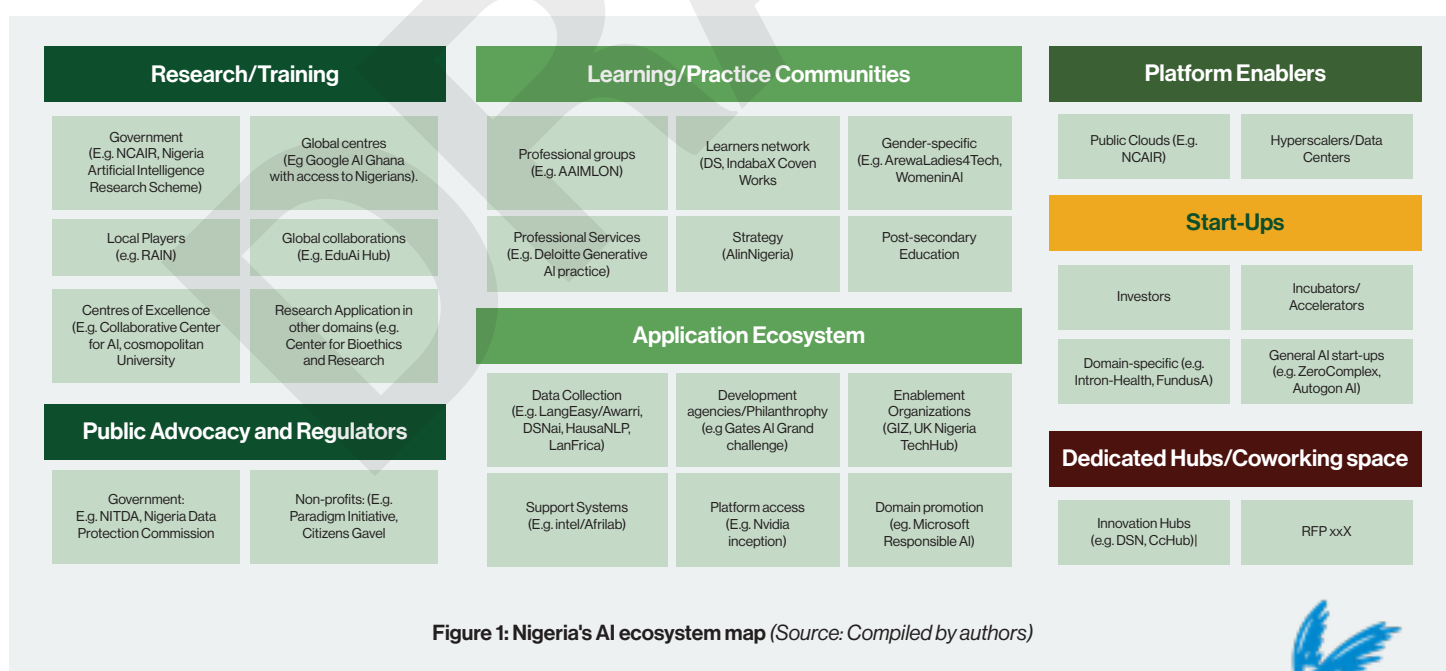 Research/Training
Government
(E.g. NCAIR, Nigeria
Artificial Intelligence
Research Scheme)
Global centres
(Eg Google AI Ghana
with access to Nigerians).
Local Players
(e.g. RAIN)
Global collaborations
(E.g. EduAi Hub)
Centres of Excellence
(E.g. Collaborative Center
for AI, cosmopolitan
University
Research Application in
other domains (e.g.
Center for Bioethics
and Research
Public Advocacy and Regulators
Government:
E.g. NITDA, Nigeria Data
Protection Commission
Non-profits: (E.g.
Paradigm Initiative,
Citizens Gavel
Learning/Practice Communities
Professional groups
(E.g. AAIMLON)
Learners network
(DS, IndabaX Coven
Works
Gender-specific
(E.g. ArewaLadies4Tech,
WomeninAI
Professional Services
(E.g. Deloitte Generative
AI practice)
Strategy
(AIinNigeria)
Post-secondary
Education
Application Ecosystem
Data Collection
(E.g. LangEasy/Awarri,
DSNai, HausaNLP,
LanFrica)
Development
agencies/Philanthrophy
(e.g Gates AI Grand
challenge)
Enablement
Organizations
(GIZ, UK Nigeria
TechHub)
Support Systems
(E.g. intel/Afrilab)
Platform access
(E.g. Nvidia
inception)
Domain promotion
(eg. Microsoft
Responsible AI)
Platform Enablers
Public Clouds (E.g.
NCAIR)
Hyperscalers/Data
Centers
Start-Ups
Investors
Incubators/
Accelerators
Domain-specific (e.g.
Intron-Health, FundusA)
General AI start-ups
(e.g. ZeroComplex,
Autogon AI)
Dedicated Hubs/Coworking space
Innovation Hubs
(e.g. DSN, CcHub)|
RFP xxX
Figure 1: Nigeria's AI ecosystem map (Source: Compiled by authors)